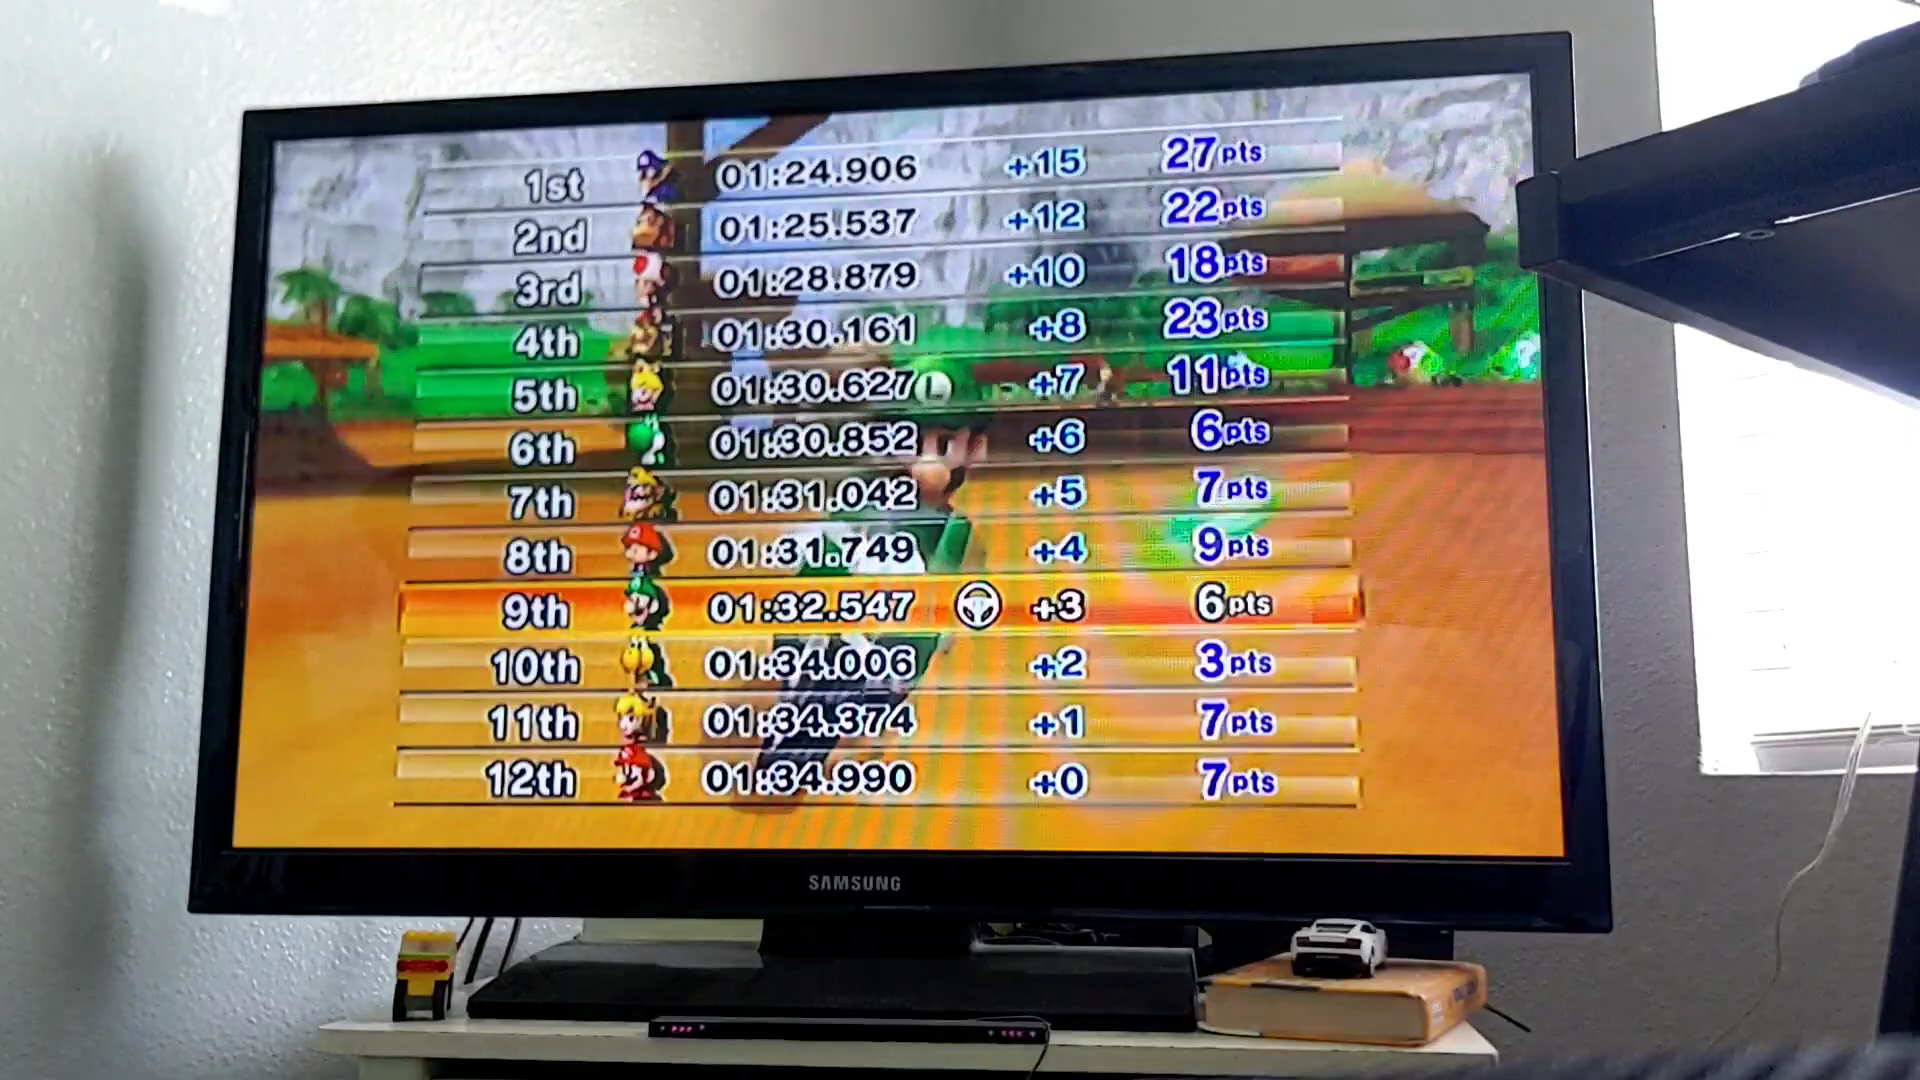 1st 01:24.906 +15 27pts
2nd 01:25.537 +12 22pts
3rd 01:28.879 +10 18pts
4th 01:30.161 +8 23pts
5th 01:30.627 L +7 11pts
6th 01:30.852 +6 6pts
7th 01:31.042 +5 7pts
8th 01:31.749 +4 9pts
9th 01:32.547 +3 6pts
10th 01:34.006 +2 3pts
11th 01:34.374 +1 7pts
12th 01:34.990 +0 7pts
SAMSUNG